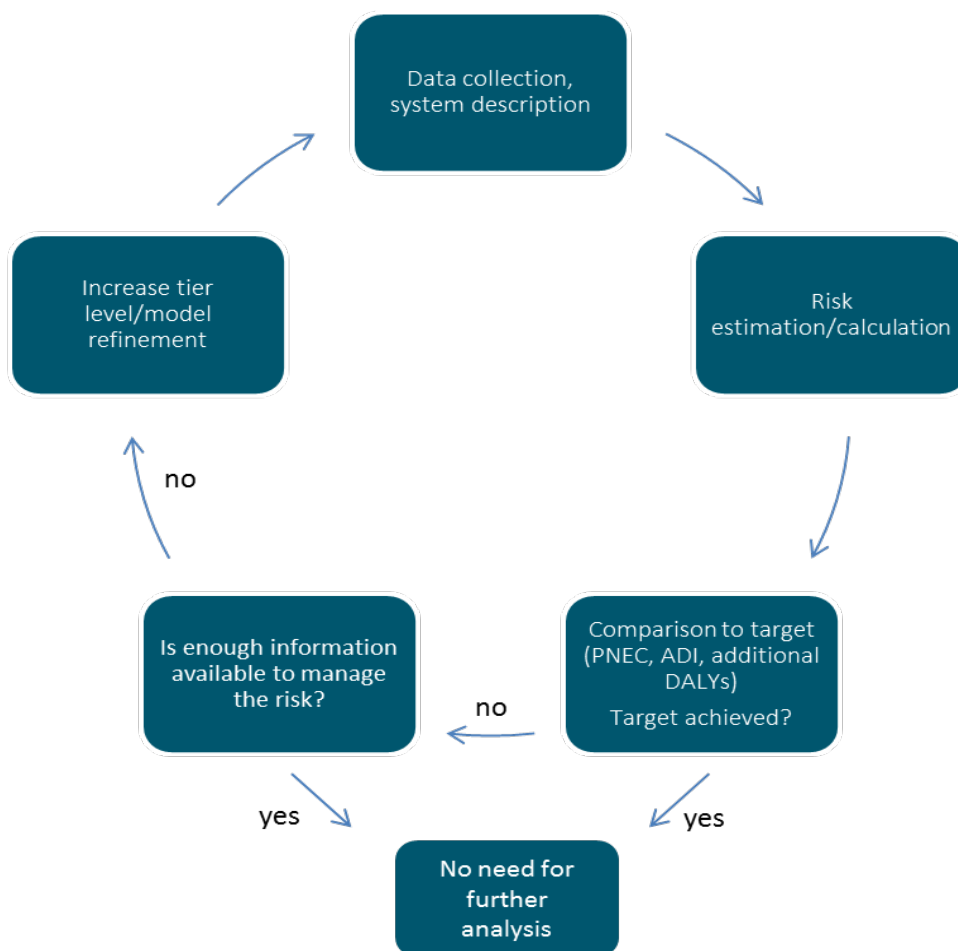 Data collection,
system description
Increase tier
level/model
refinement
Risk
estimation/calculation
no
Is enough information
available to manage
the risk?
Comparison to target
(PNEC, ADI, additional
DALYs)
Target achieved?
no
yes
yes
No need for
further
analysis